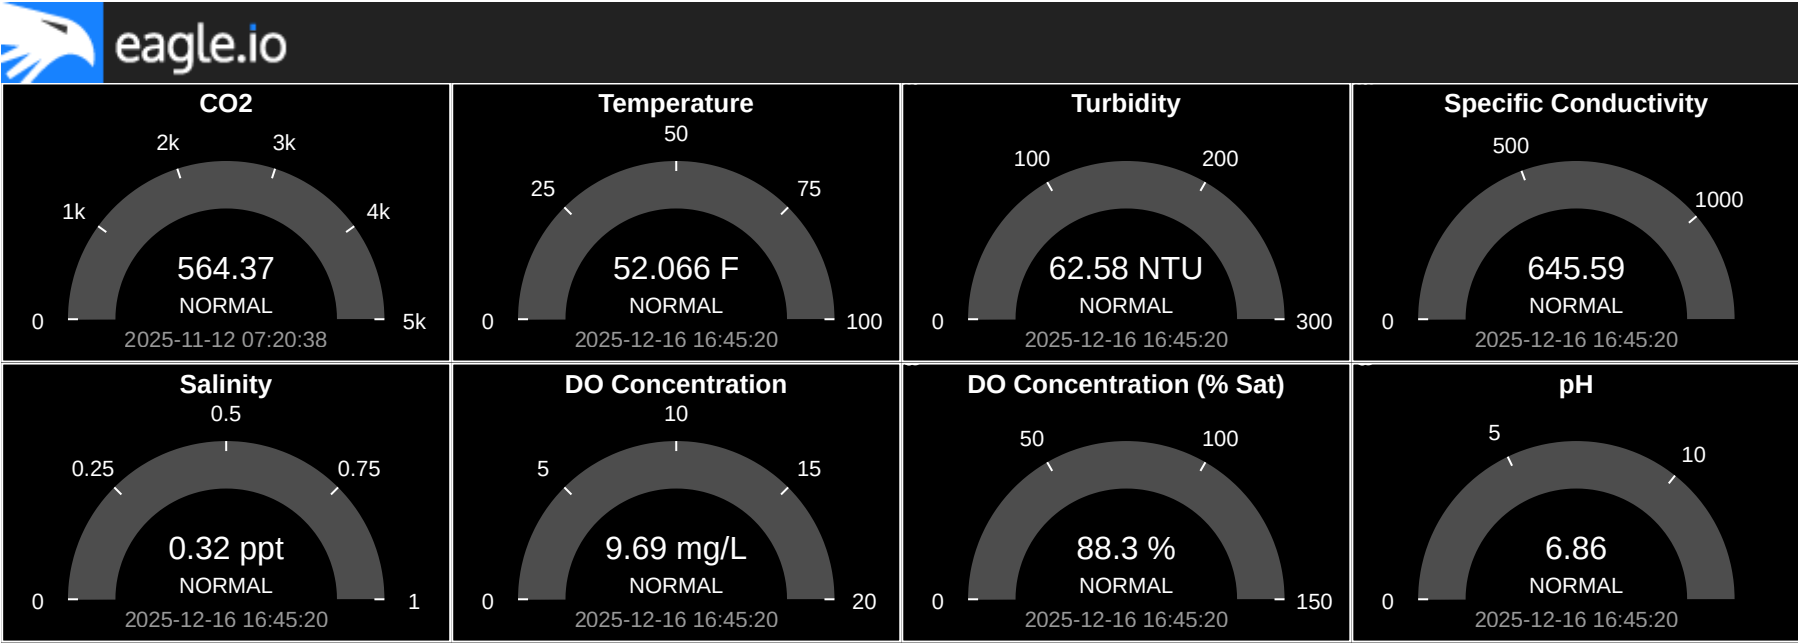 eagle.io
CO2
2k
3k
1k
4k
564.37
NORMAL
0
5k
2025-11-12 07:20:38
Temperature
50
25
75
52.066 F
NORMAL
0
100
2025-12-16 16:45:20
Turbidity
100
200
62.58 NTU
NORMAL
0
300
2025-12-16 16:45:20
Specific Conductivity
500
1000
645.59
NORMAL
0
2025-12-16 16:45:20
Salinity
0.5
0.25
0.75
0.32 ppt
NORMAL
0
1
2025-12-16 16:45:20
DO Concentration
10
5
15
9.69 mg/L
NORMAL
0
20
2025-12-16 16:45:20
DO Concentration (% Sat)
50
100
88.3 %
NORMAL
0
150
2025-12-16 16:45:20
pH
5
10
6.86
NORMAL
0
2025-12-16 16:45:20